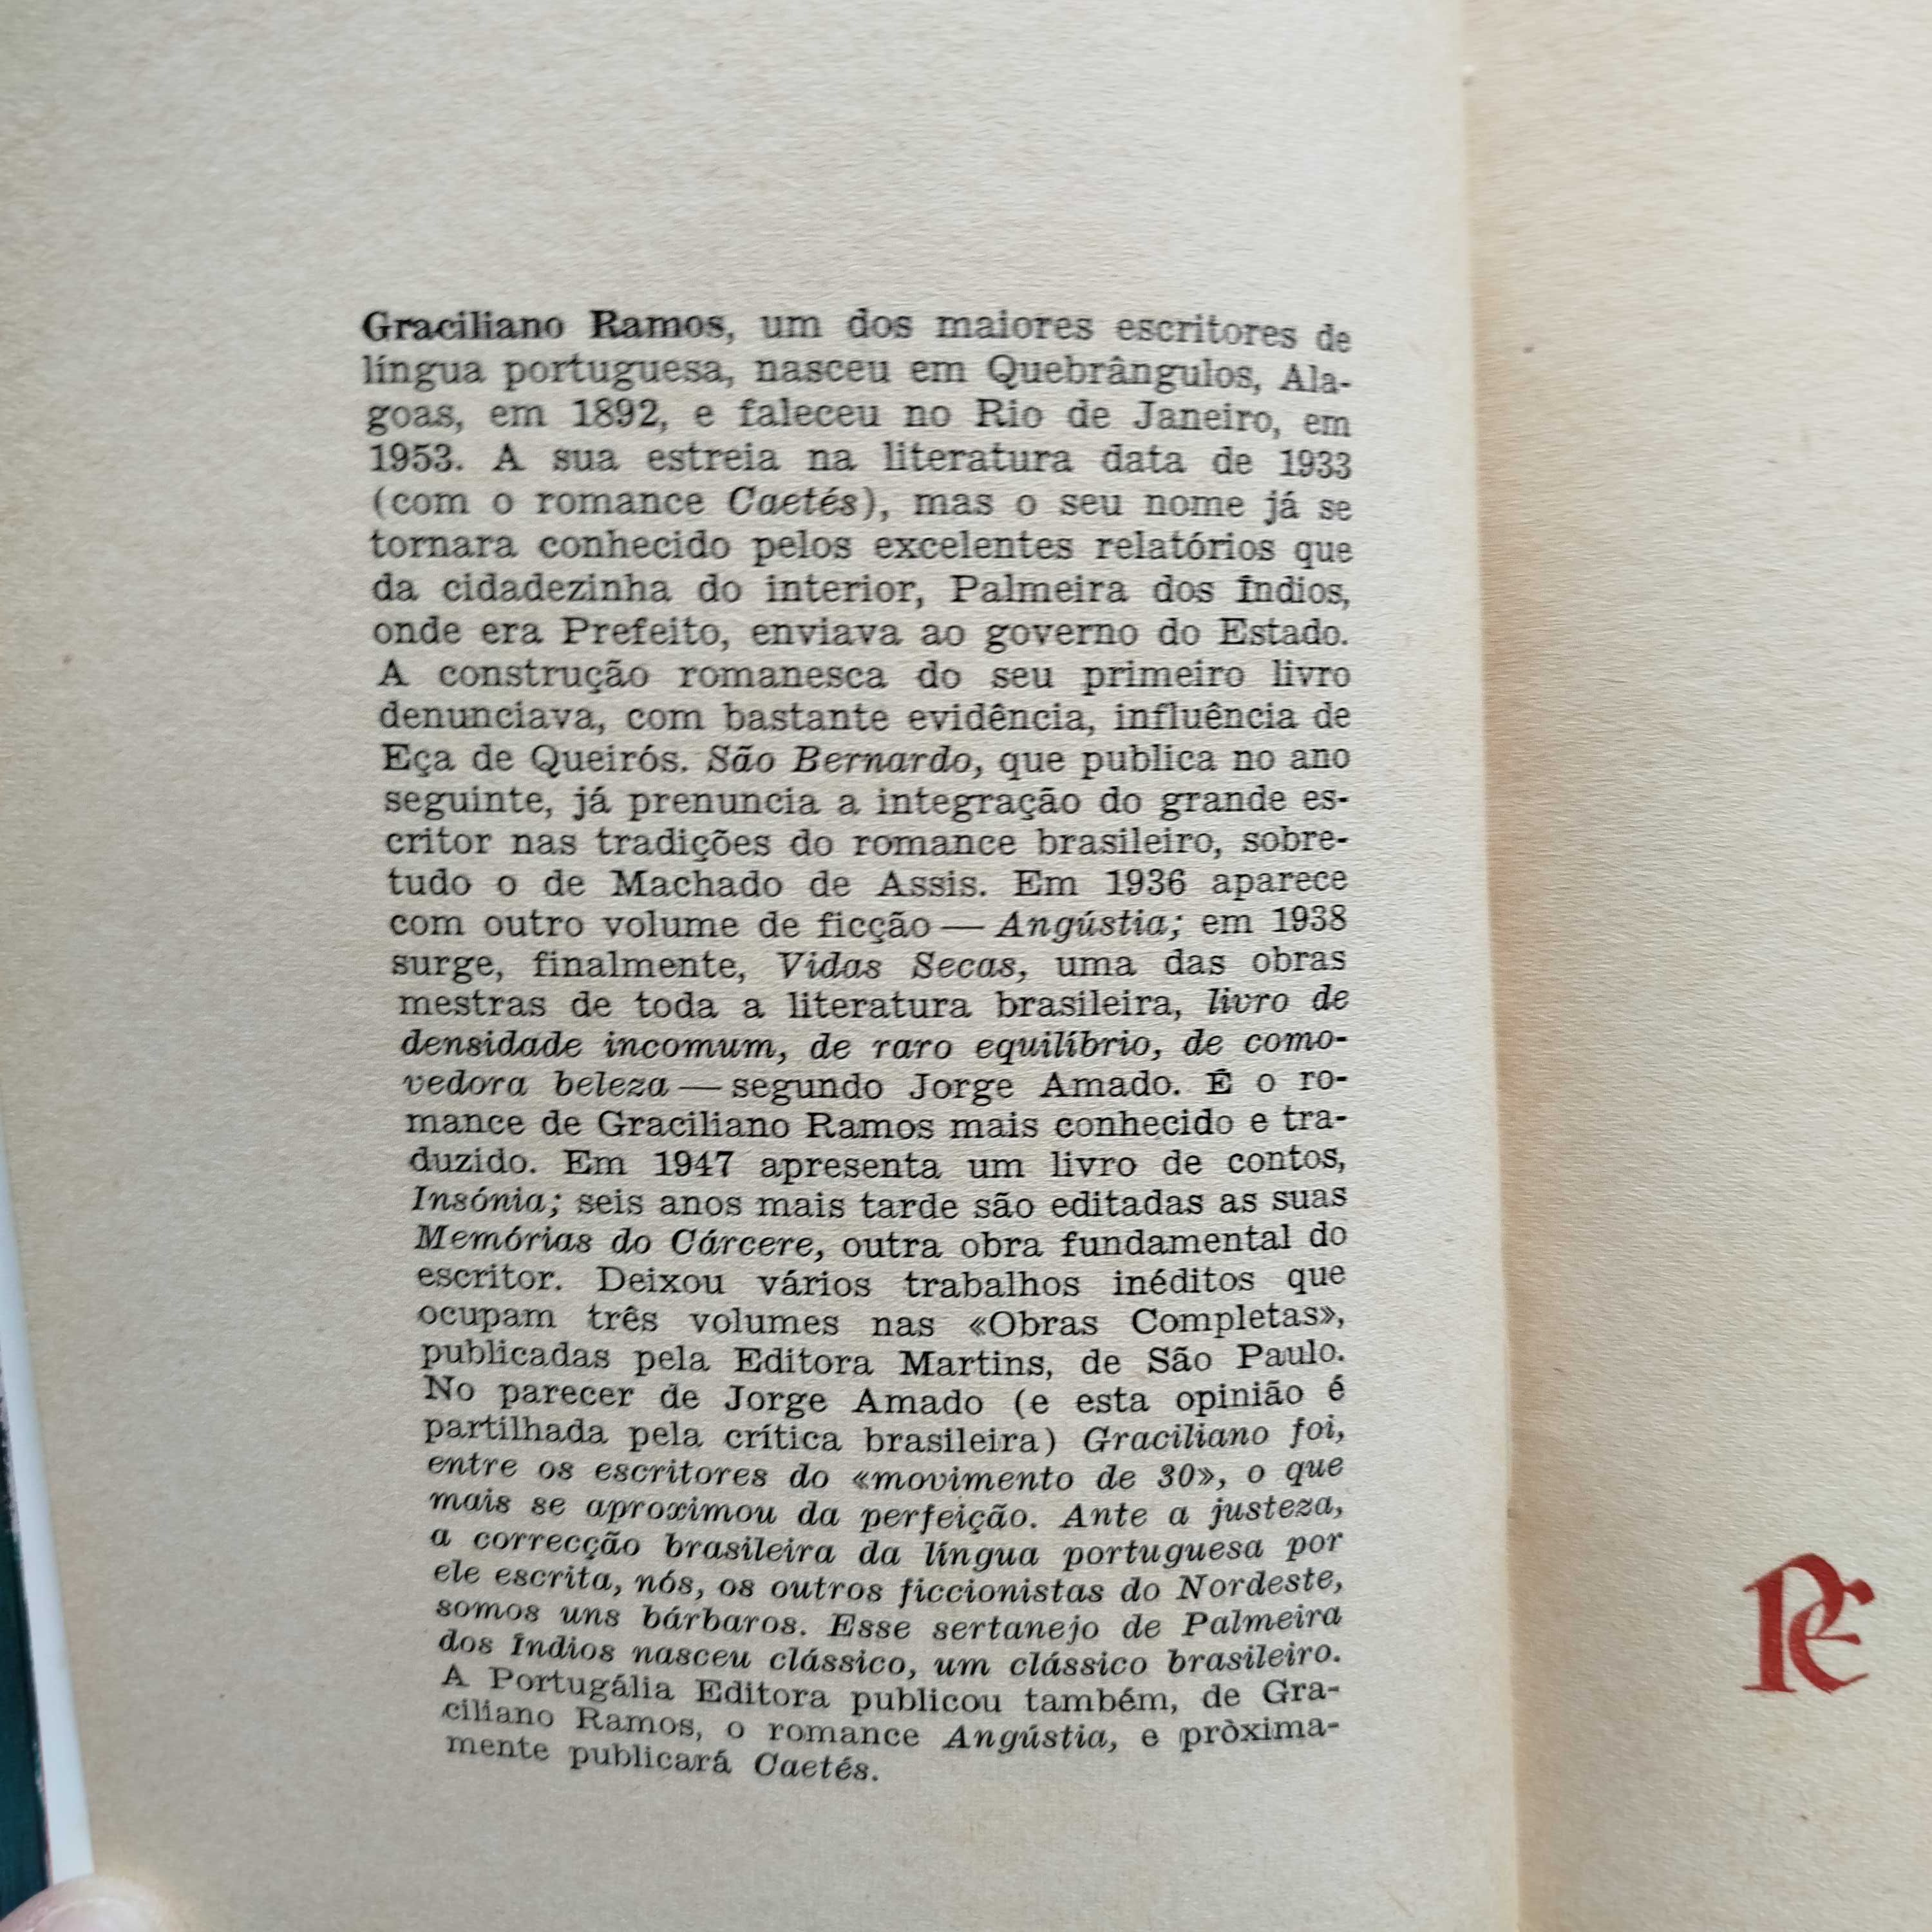 Graciliano Ramos, um dos maiores escritores de
língua portuguesa, nasceu em Quebrângulos, Ala-
goas, em 1892, e faleceu no Rio de Janeiro, em
1953. A sua estreia na literatura data de 1933
(com o romance Caetés), mas o seu nome já se
tornara conhecido pelos excelentes relatórios que
da cidadezinha do interior, Palmeira dos Índios,
onde era Prefeito, enviava ao governo do Estado.
A construção romanesca do seu primeiro livro
denunciava, com bastante evidência, influência de
Eça de Queirós. São Bernardo, que publica no ano
seguinte, já prenuncia a integração do grande es-
critor nas tradições do romance brasileiro, sobre-
tudo o de Machado de Assis. Em 1936 aparece
com outro volume de ficção — Angústia; em 1938
surge, finalmente, Vidas Secas, uma das obras
mestras de toda a literatura brasileira, livro de
densidade incomum, de raro equilíbrio, de como-
vedora beleza — segundo Jorge Amado. É o ro-
mance de Graciliano Ramos mais conhecido e tra-
duzido. Em 1947 apresenta um livro de contos,
Insónia; seis anos mais tarde são editadas as suas
Memórias do Cárcere, outra obra fundamental do
escritor. Deixou vários trabalhos inéditos que
ocupam três volumes nas «Obras Completas»,
publicadas pela Editora Martins, de São Paulo.
No parecer de Jorge Amado (e esta opinião é
partilhada pela crítica brasileira) Graciliano foi,
entre os escritores do «movimento de 30», o que
mais se aproximou da perfeição. Ante a justeza,
a correcção brasileira da língua portuguesa por
ele escrita, nós, os outros ficcionistas do Nordeste,
somos uns bárbaros. Esse sertanejo de Palmeira
dos Índios nasceu clássico, um clássico brasileiro.
A Portugália Editora publicou também, de Gra-
ciliano Ramos, o romance Angústia, e pròxima-
mente publicará Caetés.